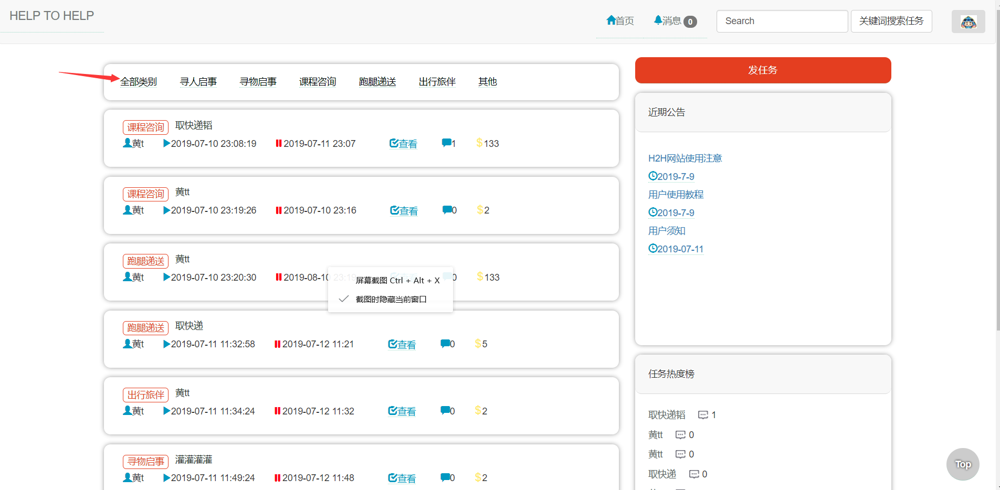 HELP TO HELP
首页
消息 0
Search
关键词搜索任务
全部类别 寻人启事 寻物启事 课程咨询 跑腿递送 出行旅伴 其他
课程咨询 取快递韬
黄t 2019-07-10 23:08:19 2019-07-11 23:07 查看 1 $ 133
课程咨询 黄tt
黄t 2019-07-10 23:19:26 2019-07-10 23:16 查看 0 $ 2
跑腿递送 黄tt
黄t 2019-07-10 23:20:30 2019-08-10 23:19 查看 0 $ 133
屏幕截图 Ctrl + Alt + X
截图时隐藏当前窗口
跑腿递送 取快递
黄t 2019-07-11 11:32:58 2019-07-12 11:21 查看 0 $ 5
出行旅伴 黄tt
黄t 2019-07-11 11:34:24 2019-07-12 11:32 查看 0 $ 2
寻物启事 灌灌灌灌
黄t 2019-07-11 11:49:24 2019-07-12 11:48 查看 0 $ 2
发任务
近期公告
H2H网站使用注意
2019-7-9
用户使用教程
2019-7-9
用户须知
2019-07-11
任务热度榜
取快递韬 1
黄tt 0
黄tt 0
取快递 0
Top